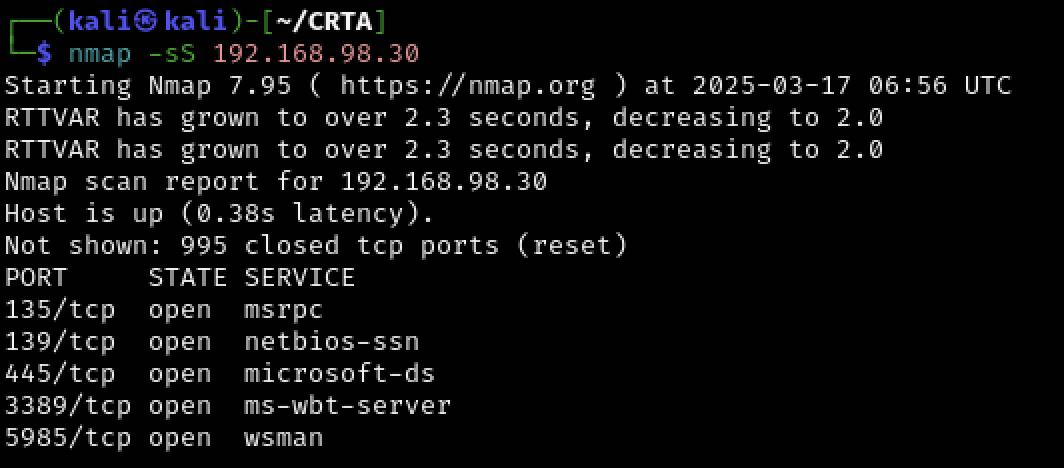 ┌──(kali㉿kali)-[~/CRTA]
└─$ nmap -sS 192.168.98.30
Starting Nmap 7.95 ( https://nmap.org ) at 2025-03-17 06:56 UTC
RTTVAR has grown to over 2.3 seconds, decreasing to 2.0
RTTVAR has grown to over 2.3 seconds, decreasing to 2.0
Nmap scan report for 192.168.98.30
Host is up (0.38s latency).
Not shown: 995 closed tcp ports (reset)
PORT     STATE SERVICE
135/tcp  open  msrpc
139/tcp  open  netbios-ssn
445/tcp  open  microsoft-ds
3389/tcp open  ms-wbt-server
5985/tcp open  wsman